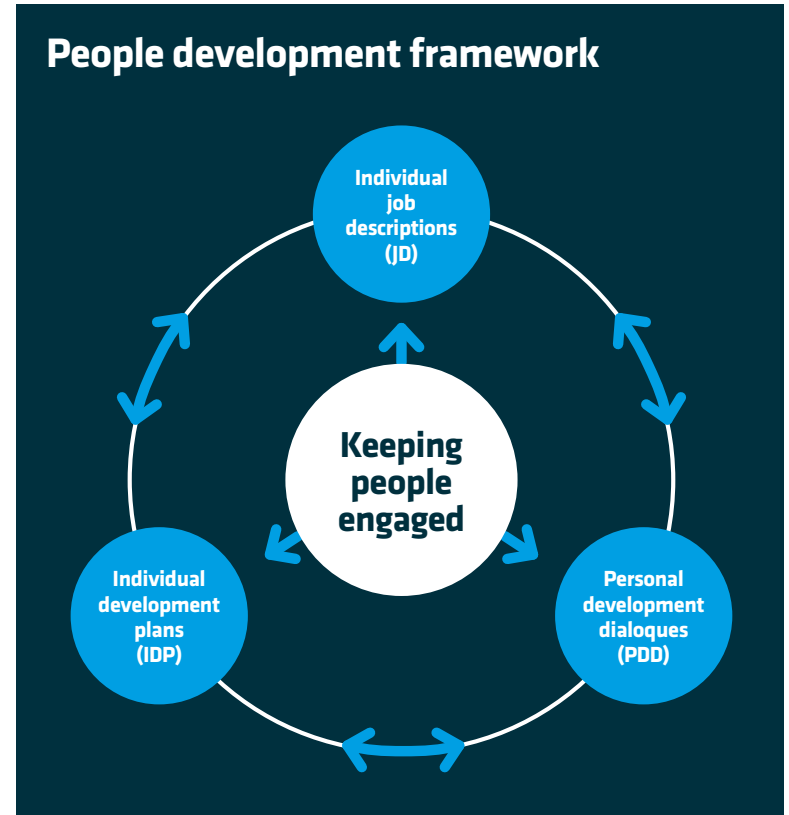 People development framework
Individual
job
descriptions
(JD)
Keeping
people
engaged
Individual
development
plans
(IDP)
Personal
development
dialoques
(PDD)